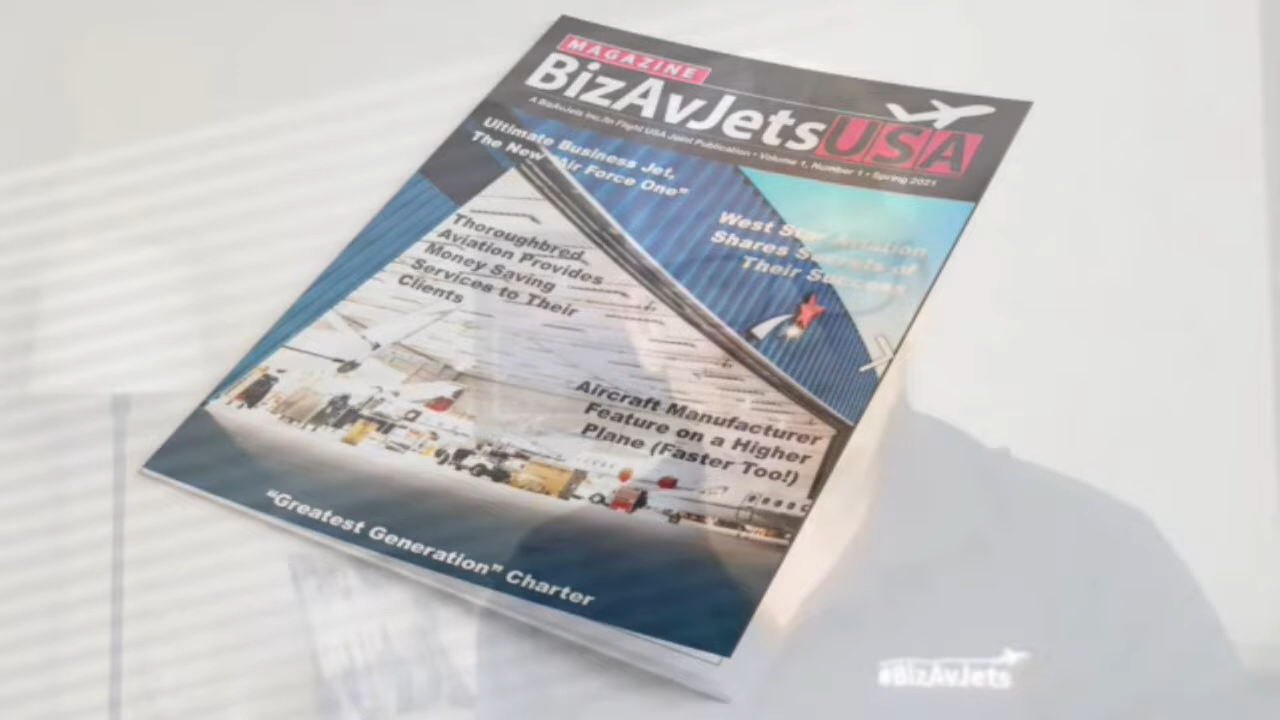 MAGAZINE
BizAvJetsUSA
A BizAvJets Inc./In Flight USA Joint Publication • Volume 1, Number 1 • Spring 2021
Ultimate Business Jet,
The New "Air Force One"
West Star Aviation
Shares Secrets of
Their Success
Thoroughbred
Aviation Provides
Money Saving
Services to Their
Clients
Aircraft Manufacturer
Feature on a Higher
Plane (Faster Too!)
"Greatest Generation" Charter
#BizAvJets